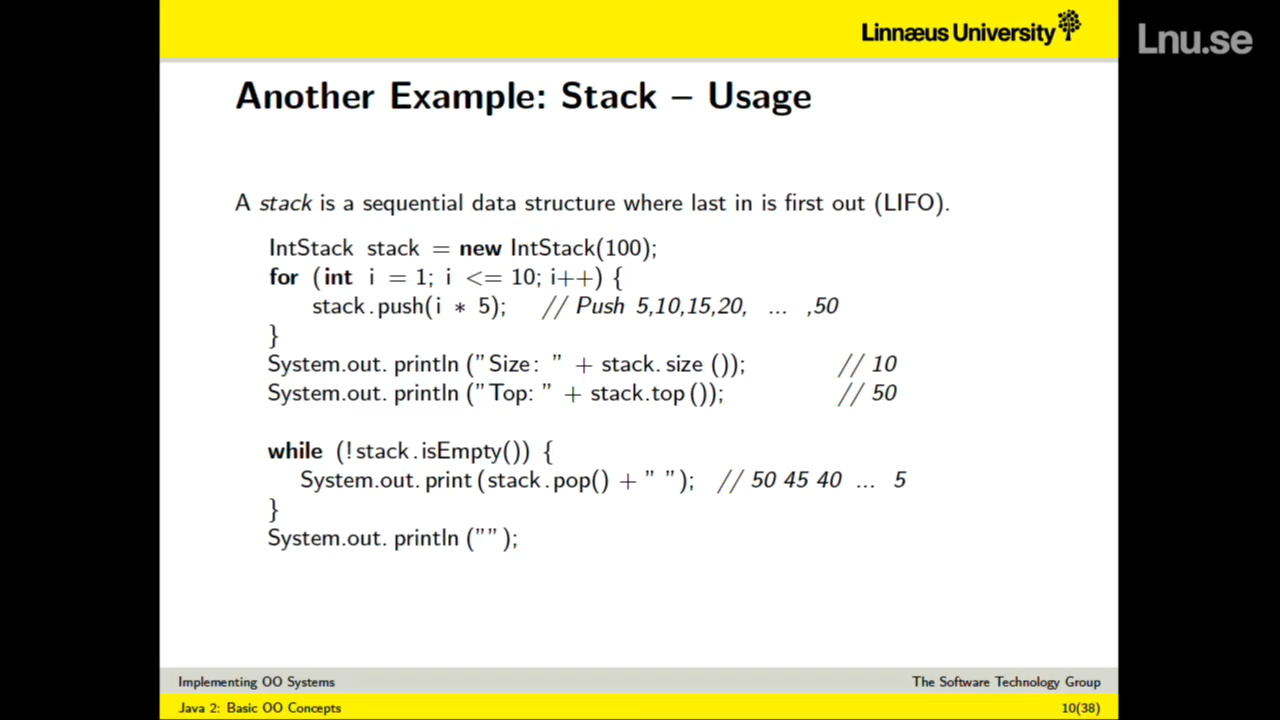 Linnæus University
Lnu.se
Another Example: Stack – Usage
A stack is a sequential data structure where last in is first out (LIFO).
IntStack stack = new IntStack(100);
for (int i = 1; i <= 10; i++) {
stack.push(i * 5); // Push 5,10,15,20, ... ,50
}
System.out. println ("Size: " + stack. size ()); // 10
System.out. println ("Top: " + stack.top ()); // 50
while (! stack . isEmpty()) {
System.out. print (stack .pop() + " "); // 50 45 40 ... 5
}
System.out. println ("" );
Implementing OO Systems
The Software Technology Group
Java 2: Basic OO Concepts
10(38)